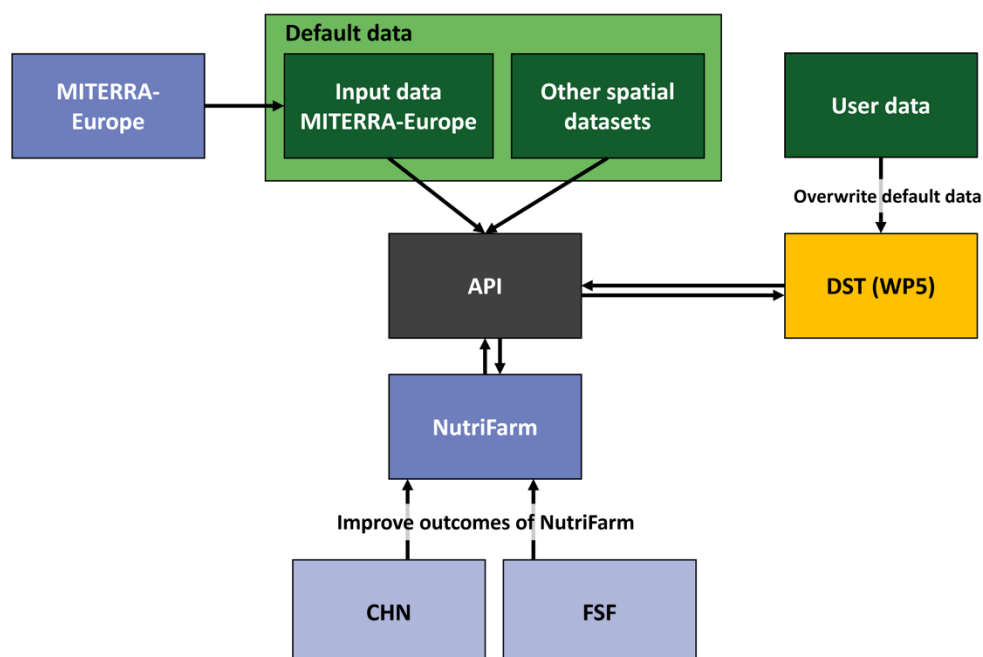 Default data
MITERRA-
Europe
Input data
MITERRA-Europe
Other spatial
datasets
User data
Overwrite default data
API
DST (WP5)
NutriFarm
Improve outcomes of NutriFarm
CHN
FSF